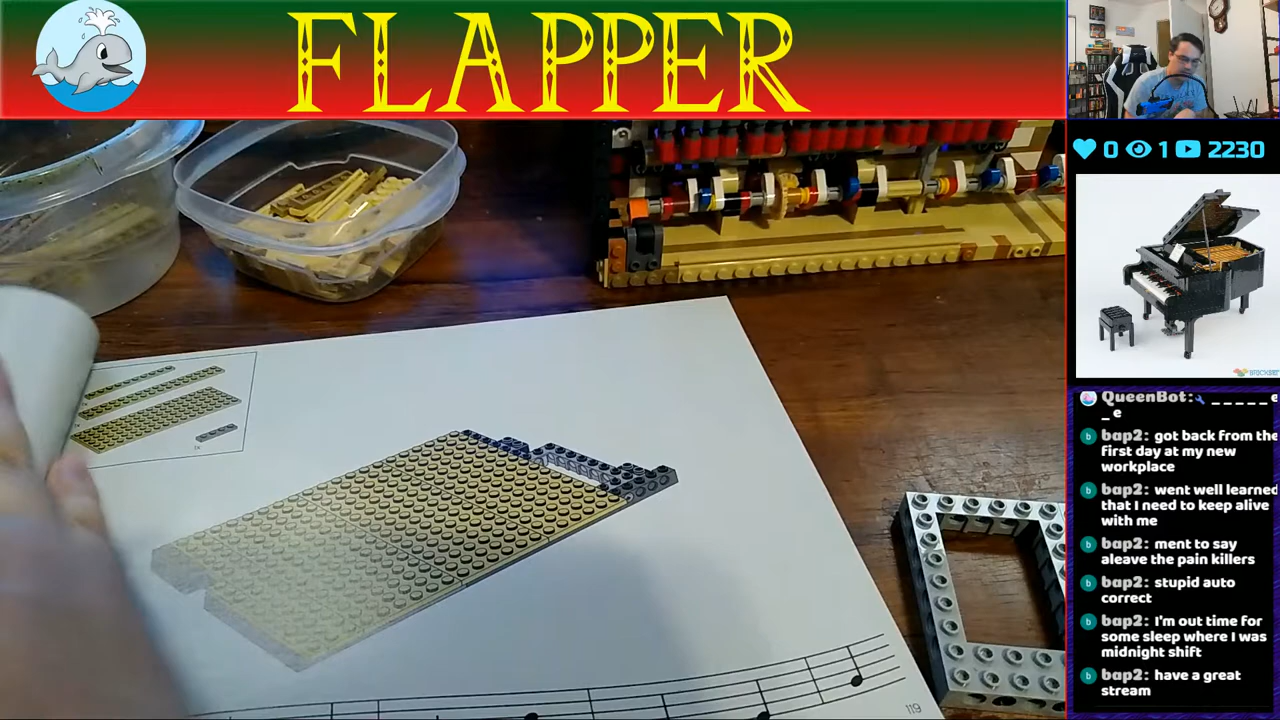 FLAPPER
0 1 2230
QueenBot: _ _ _ _ _ e
_ e
bap2: got back from the
first day at my new
workplace
bap2: went well learned
that I need to keep alive
with me
bap2: ment to say
aleave the pain killers
bap2: stupid auto
correct
bap2: I'm out time for
some sleep where I was
midnight shift
bap2: have a great
stream
119